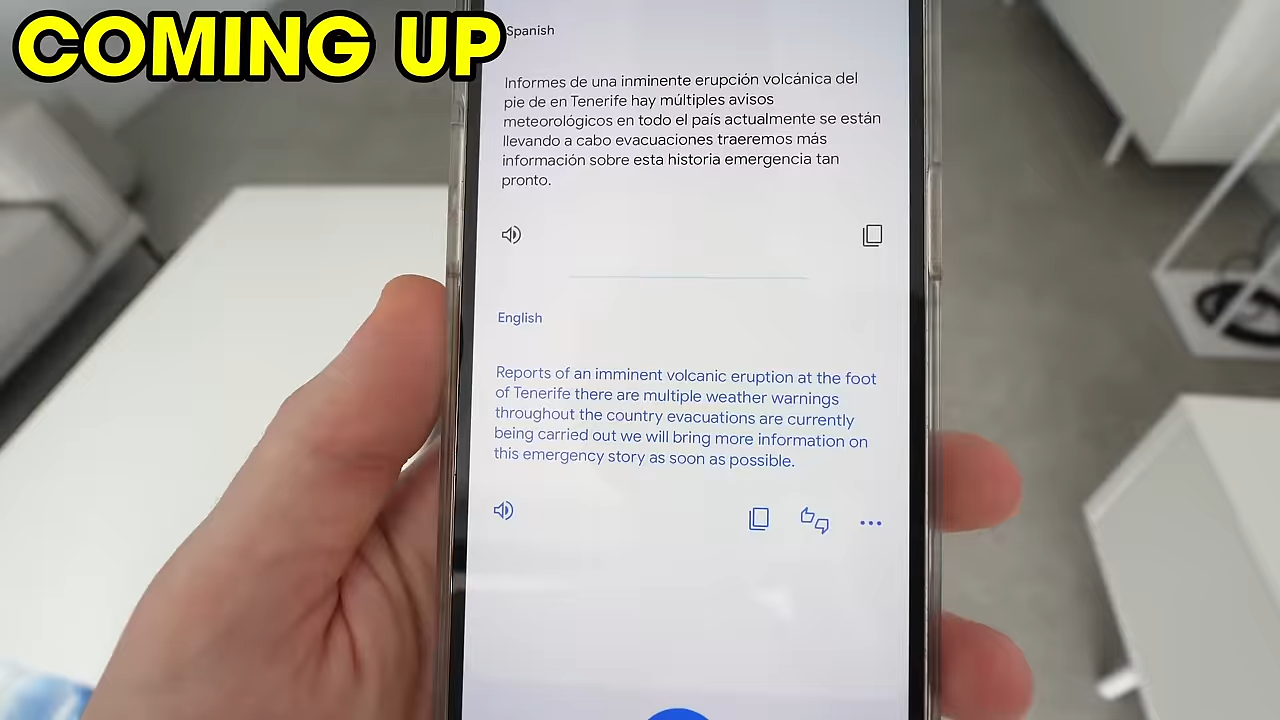 COMING UP
Spanish
Informes de una inminente erupción volcánica del
pie de en Tenerife hay múltiples avisos
meteorológicos en todo el país actualmente se están
llevando a cabo evacuaciones traeremos más
información sobre esta historia emergencia tan
pronto.
English
Reports of an imminent volcanic eruption at the foot
of Tenerife there are multiple weather warnings
throughout the country evacuations are currently
being carried out we will bring more information on
this emergency story as soon as possible.